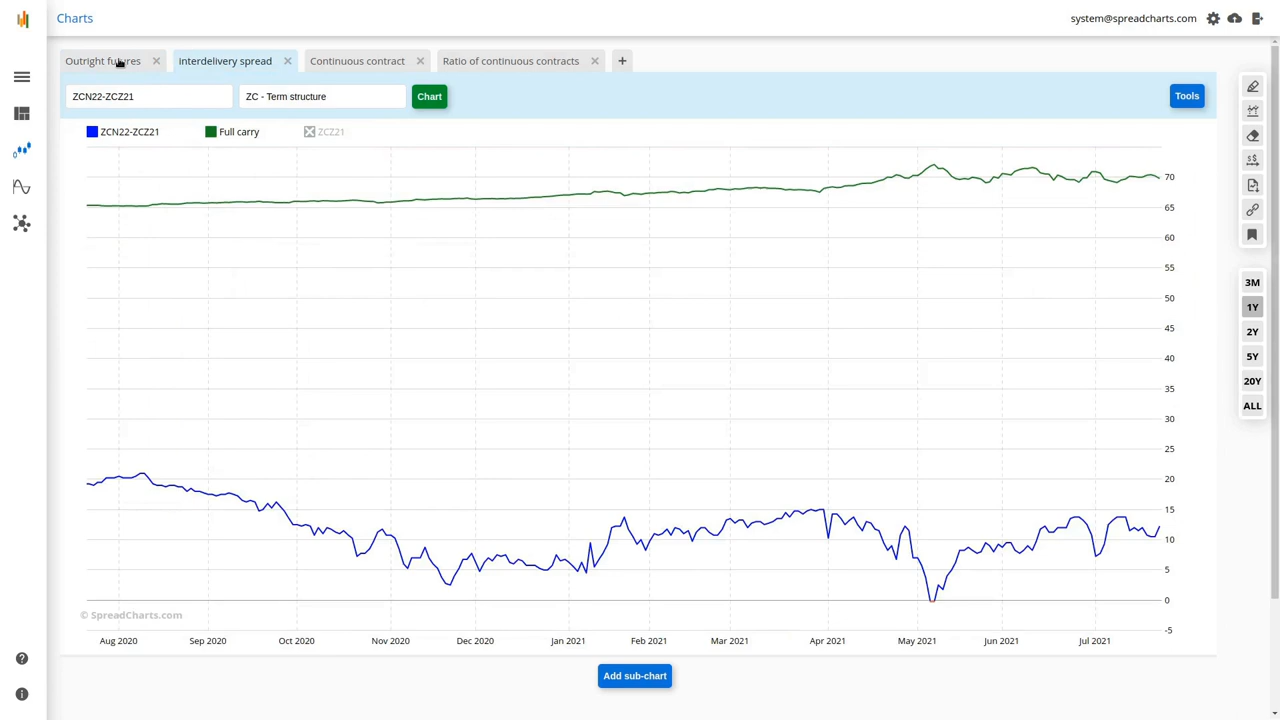 Charts
system@spreadcharts.com
Outright futures
Interdelivery spread
Continuous contract
Ratio of continuous contracts
+
ZCN22-ZCZ21
ZC - Term structure
Chart
Tools
ZCN22-ZCZ21
Full carry
ZCZ21
70
65
60
55
50
45
40
35
30
25
20
15
10
5
0
-5
3M
1Y
2Y
5Y
20Y
ALL
© SpreadCharts.com
Aug 2020
Sep 2020
Oct 2020
Nov 2020
Dec 2020
Jan 2021
Feb 2021
Mar 2021
Apr 2021
May 2021
Jun 2021
Jul 2021
Add sub-chart